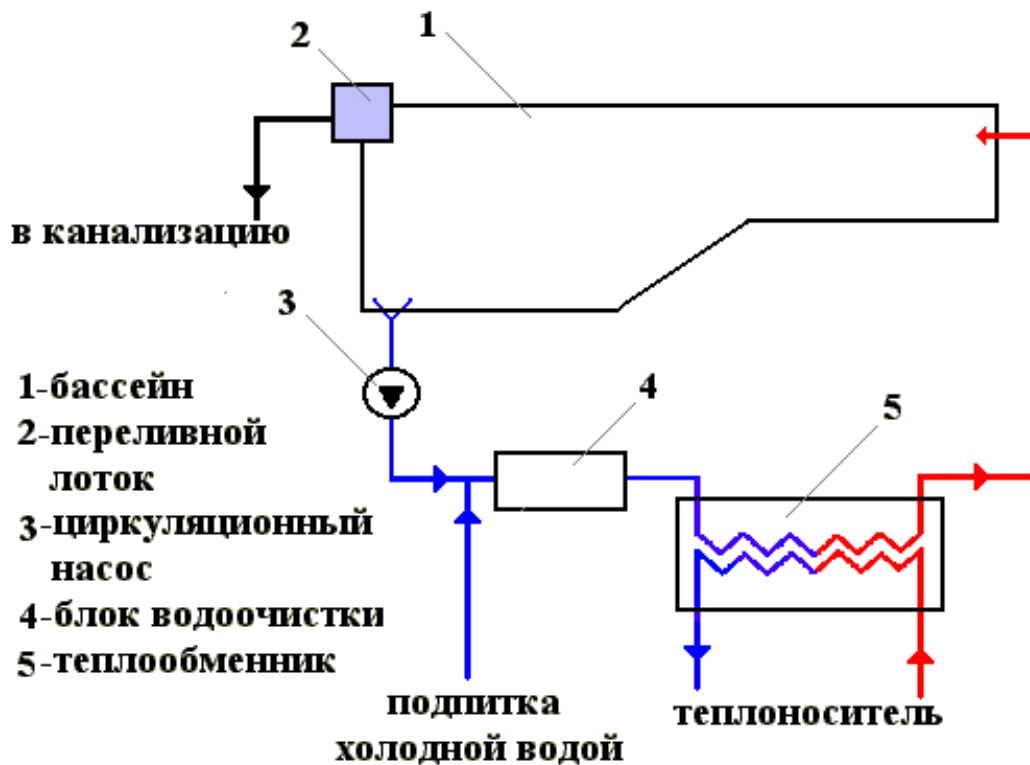 2
1
в канализацию
3
1-бассейн
2-переливной
лоток
3-циркуляционный
насос
4-блок водоочистки
5-теплообменник
4
5
подпитка
холодной водой
теплоноситель